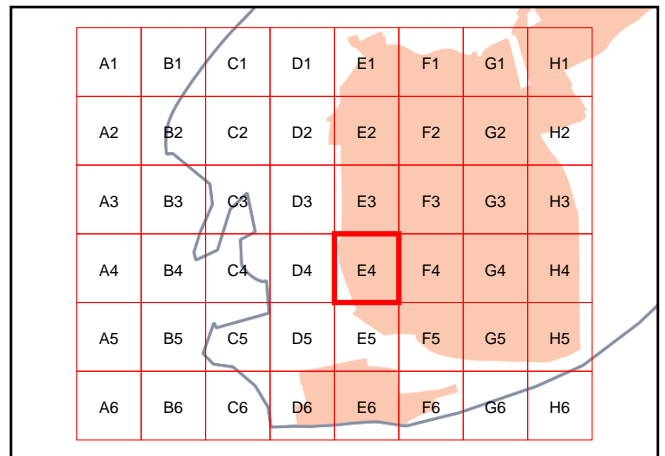 A1 B1 C1 D1 E1 F1 G1 H1
A2 B2 C2 D2 E2 F2 G2 H2
A3 B3 C3 D3 E3 F3 G3 H3
A4 B4 C4 D4 E4 F4 G4 H4
A5 B5 C5 D5 E5 F5 G5 H5
A6 B6 C6 D6 E6 F6 G6 H6